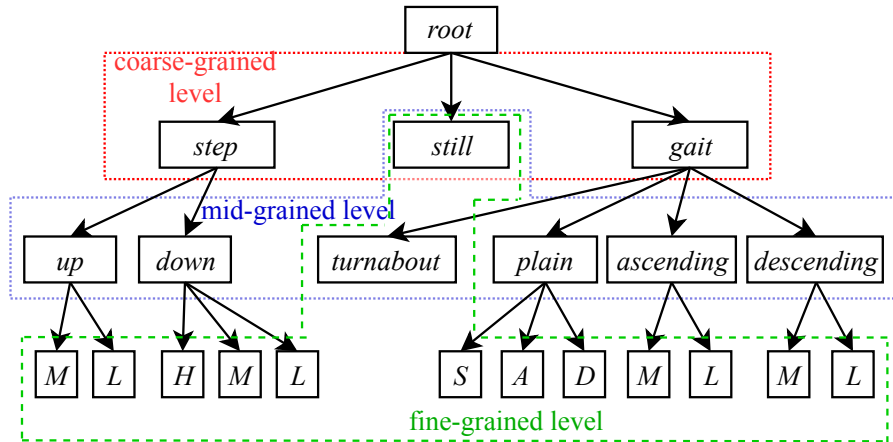 root
coarse-grained
level
step
still
gait
mid-grained level
up
down
turnabout
plain
ascending
descending
M
L
H
M
L
S
A
D
M
L
M
L
fine-grained level